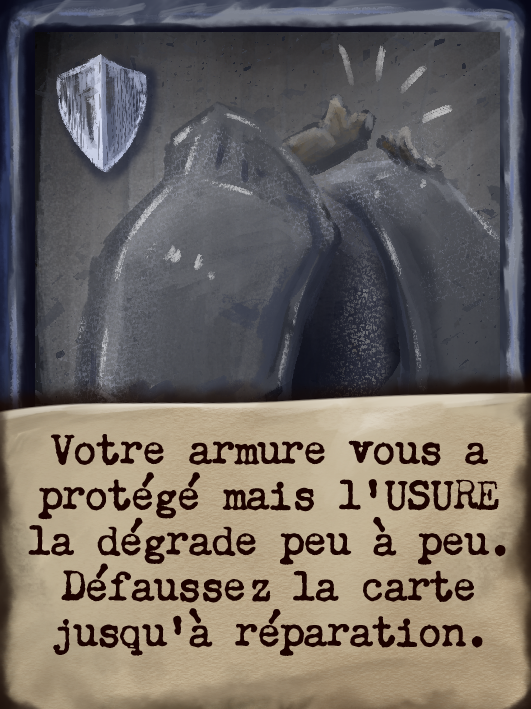 Votre armure vous a
protégé mais l'USURE
la dégrade peu à peu.
Défaussez la carte
jusqu'à réparation.